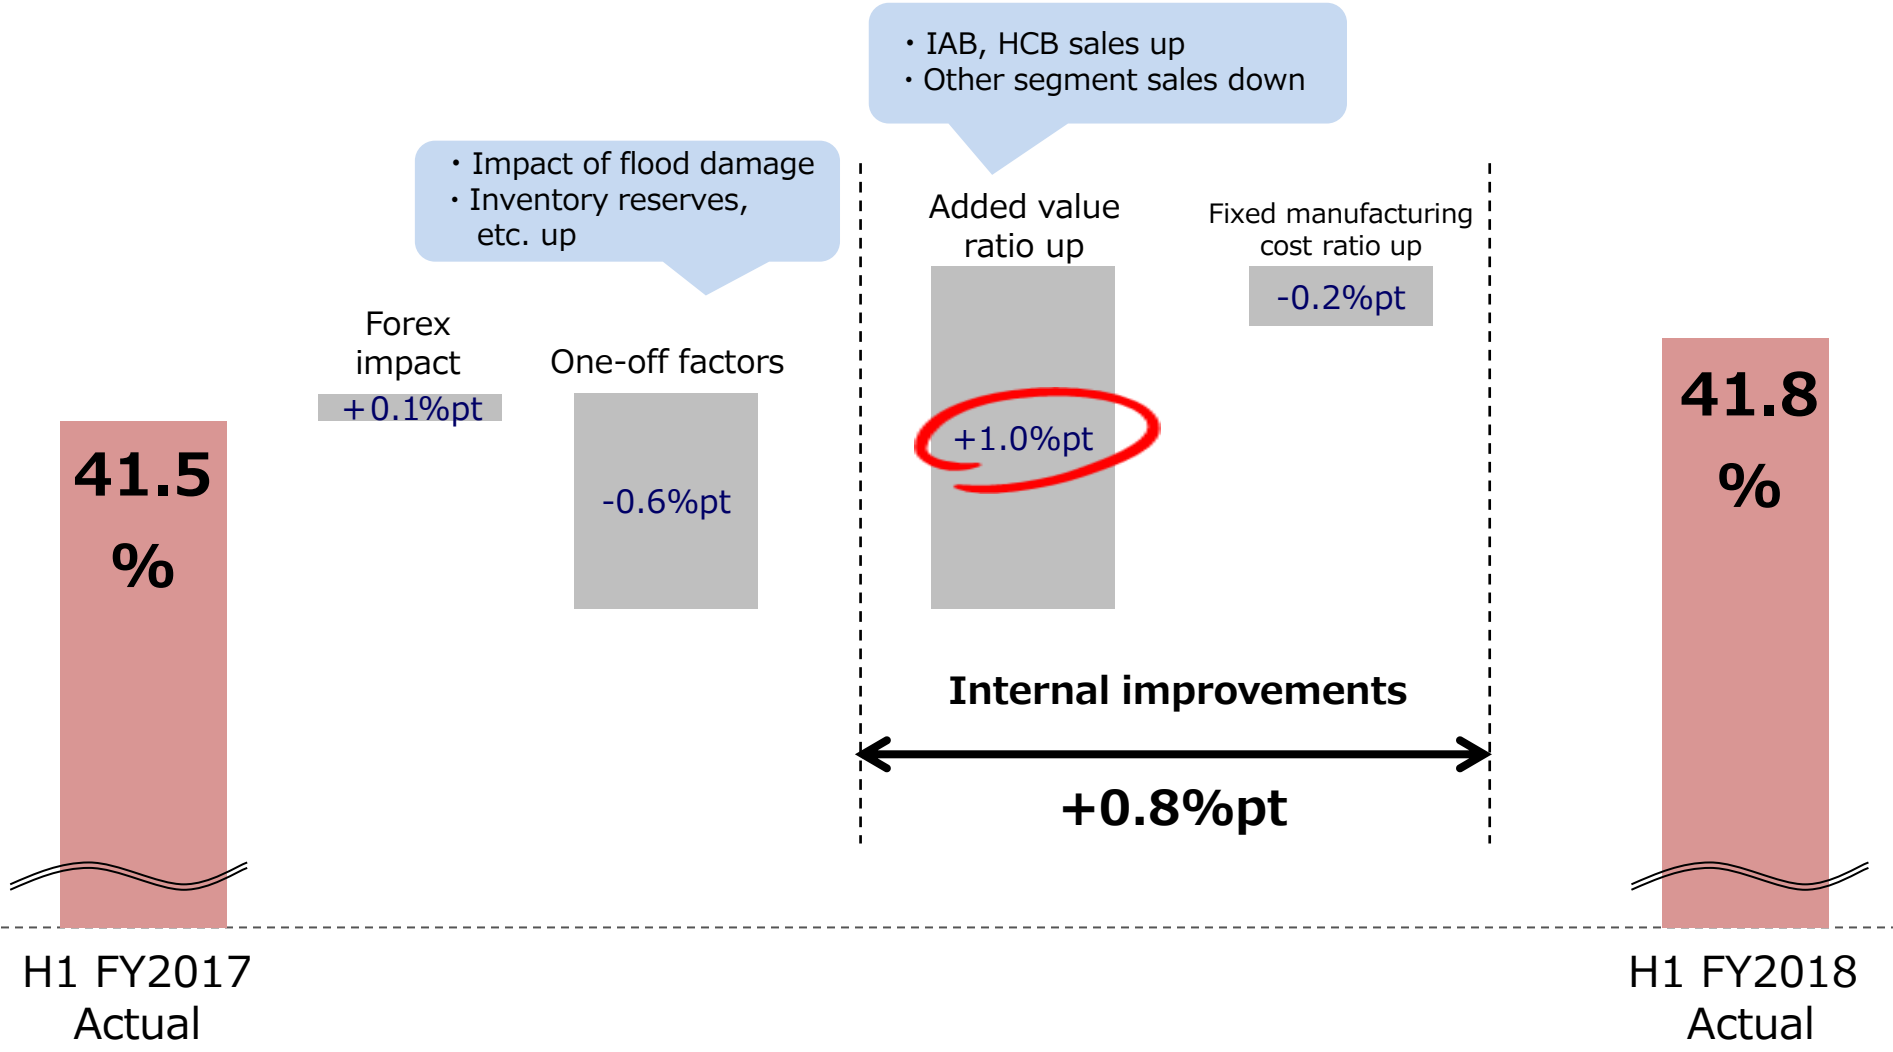 ・IAB, HCB sales up
・Other segment sales down
・Impact of flood damage
・Inventory reserves,
etc. up
Added value
ratio up
Fixed manufacturing
cost ratio up
-0.2%pt
Forex
impact
+0.1%pt
One-off factors
-0.6%pt
+1.0%pt
41.5
%
41.8
%
Internal improvements
+0.8%pt
H1 FY2017
Actual
H1 FY2018
Actual